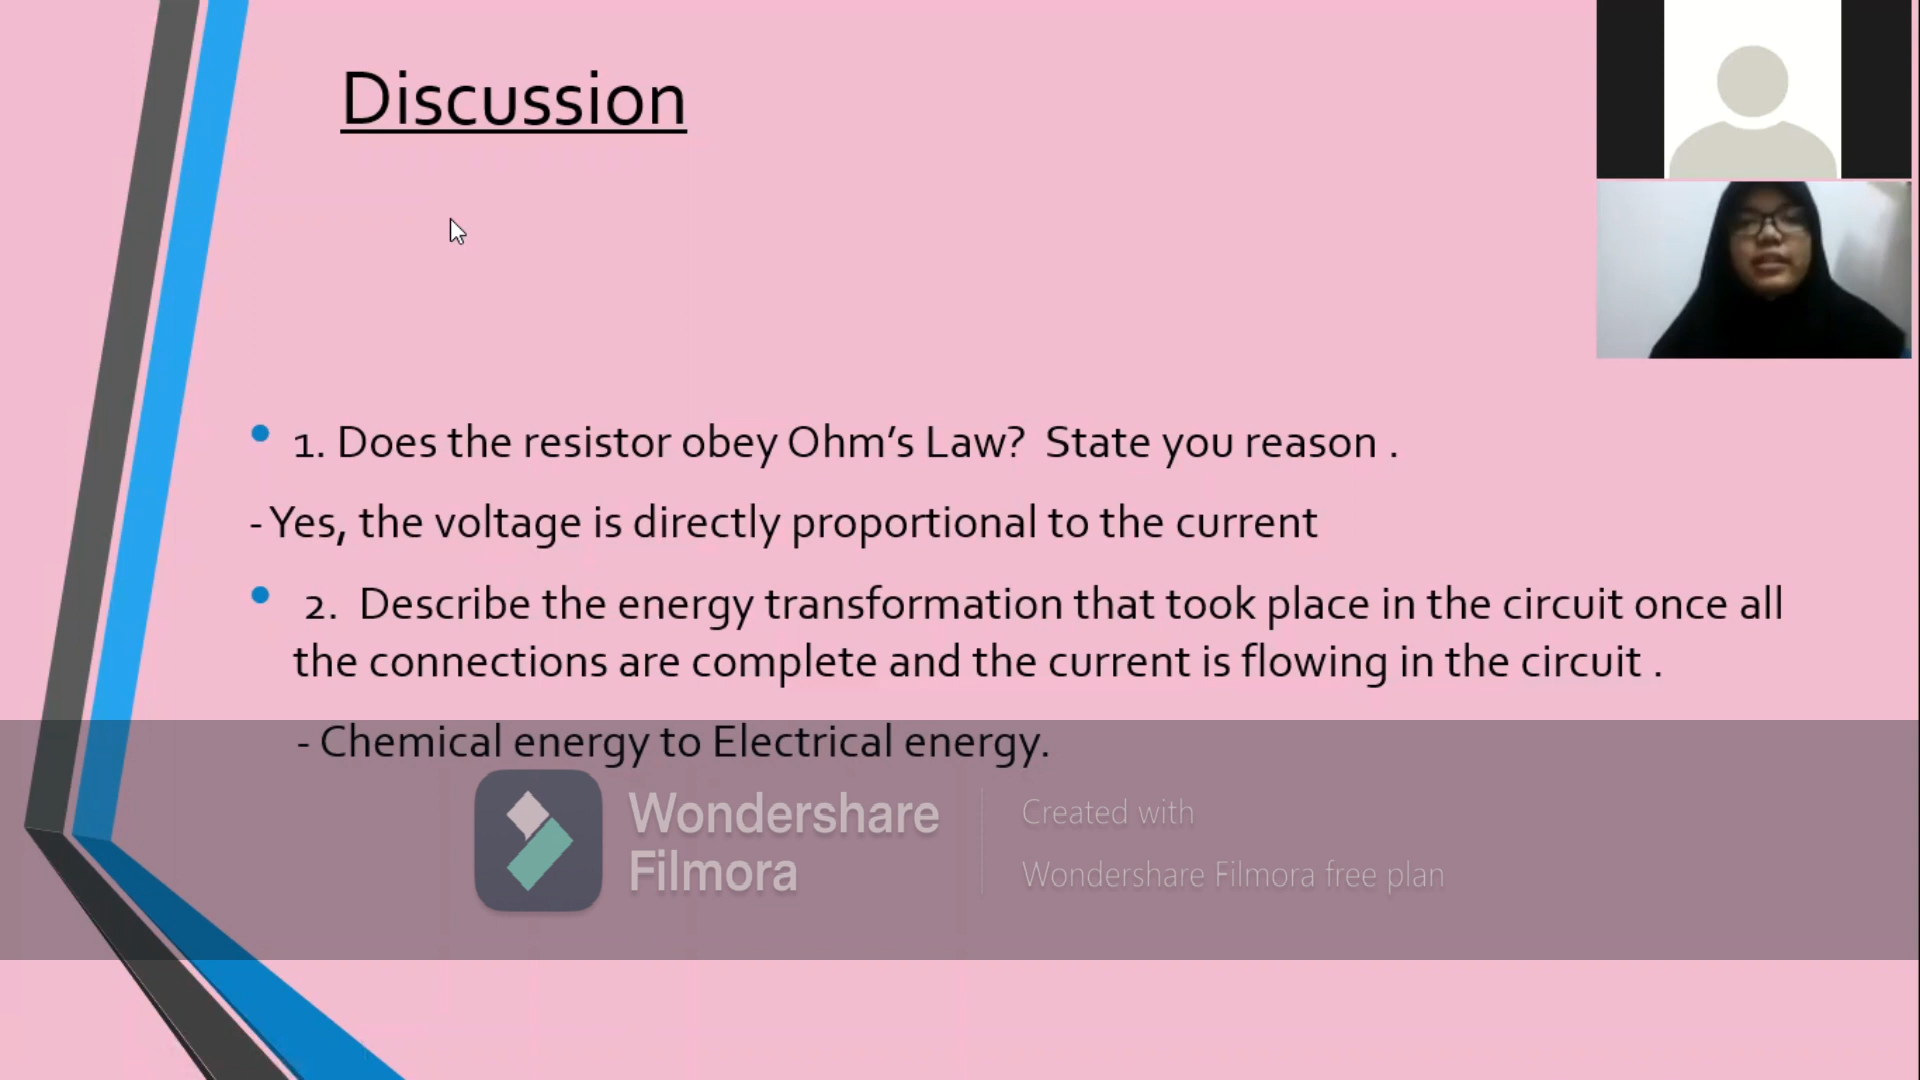 Discussion
1. Does the resistor obey Ohm's Law?  State you reason .
- Yes, the voltage is directly proportional to the current
2.  Describe the energy transformation that took place in the circuit once all
the connections are complete and the current is flowing in the circuit .
- Chemical energy to Electrical energy.
Wondershare
Filmora
Created with
Wondershare Filmora free plan